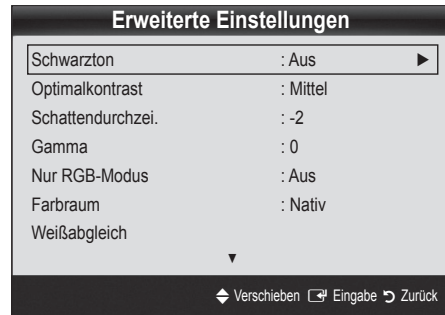 Erweiterte Einstellungen
Schwarzton : Aus ►
Optimalkontrast : Mittel
Schattendurchzei. : -2
Gamma : 0
Nur RGB-Modus : Aus
Farbraum : Nativ
Weißabgleich
▼
Verschieben Eingabe Zurück